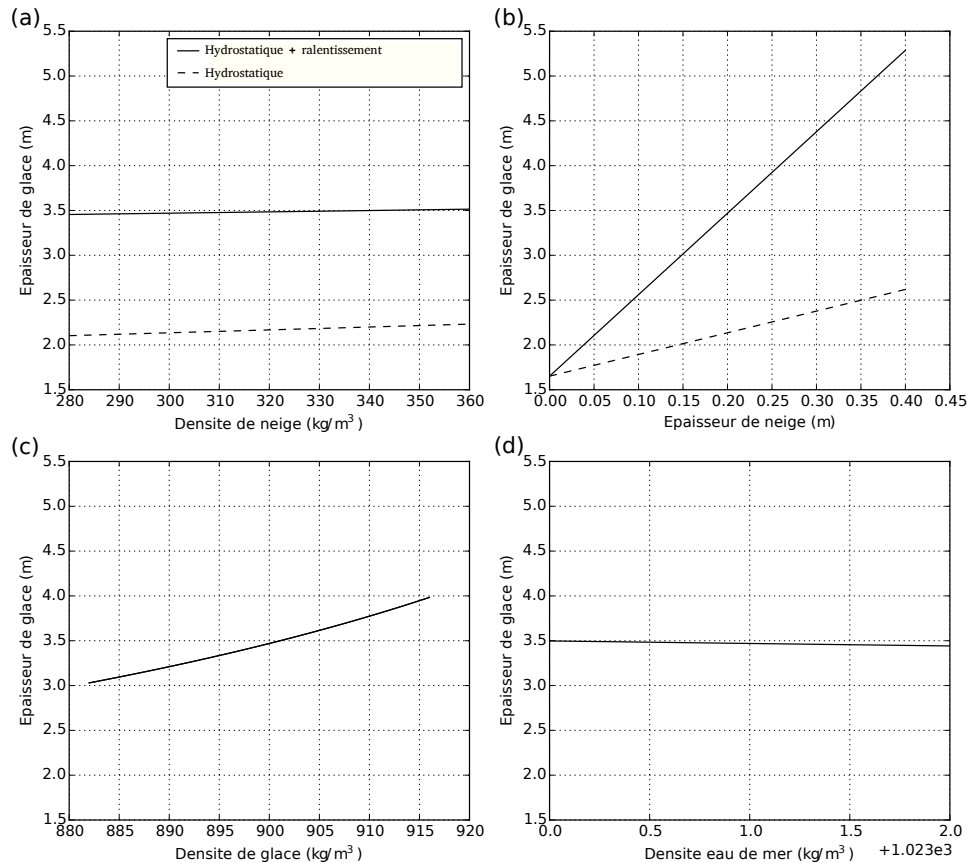 (a)
5.5
5.0
4.5
4.0
3.5
3.0
2.5
2.0
1.5
Epaisseur de glace (m)
Hydrostatique + ralentissement
Hydrostatique
280 290 300 310 320 330 340 350 360
Densite de neige (kg/m³)
(b)
5.5
5.0
4.5
4.0
3.5
3.0
2.5
2.0
1.5
Epaisseur de glace (m)
0.00 0.05 0.10 0.15 0.20 0.25 0.30 0.35 0.40 0.45
Epaisseur de neige (m)
(c)
5.5
5.0
4.5
4.0
3.5
3.0
2.5
2.0
1.5
Epaisseur de glace (m)
880 885 890 895 900 905 910 915 920
Densite de glace (kg/m³)
(d)
5.5
5.0
4.5
4.0
3.5
3.0
2.5
2.0
1.5
Epaisseur de glace (m)
0.0 0.5 1.0 1.5 2.0
Densite eau de mer (kg/m³) +1.023e3